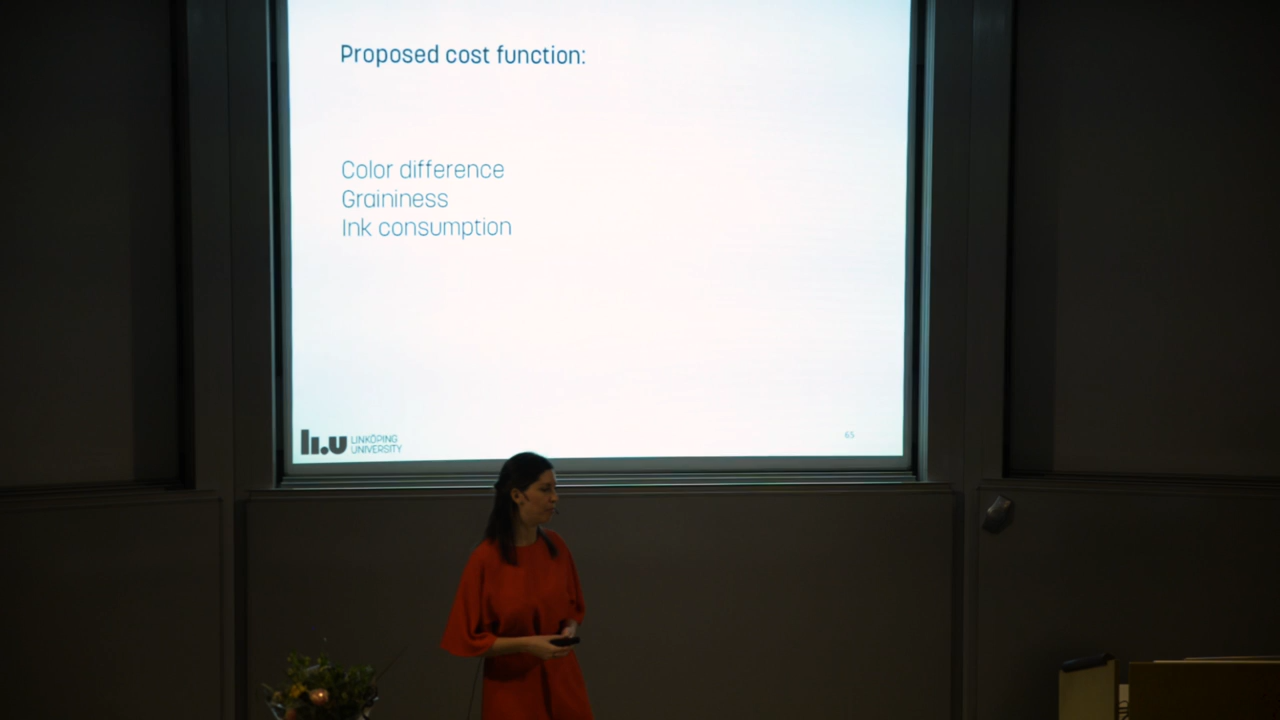 Proposed cost function:
Color difference
Graininess
Ink consumption
li.u LINKÖPING
UNIVERSITY
65